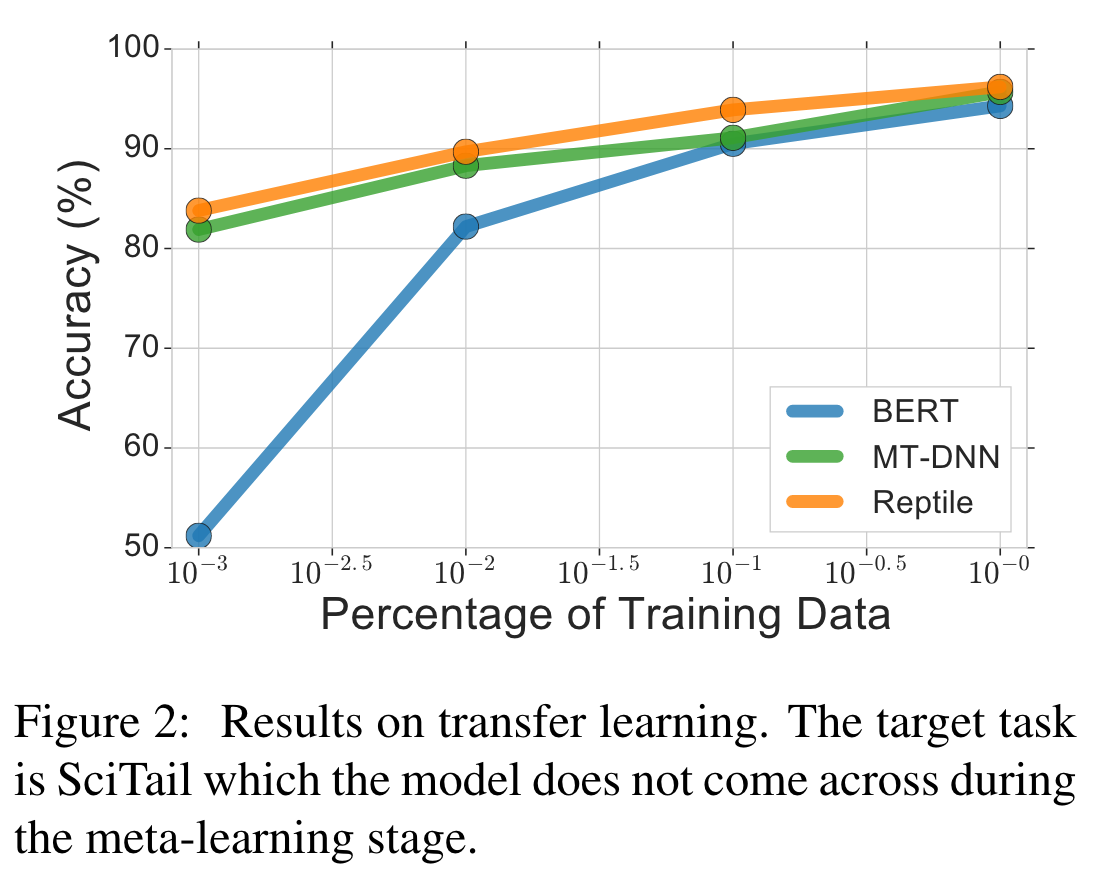 100
90
80
70
60
50
Accuracy (%)
BERT
MT-DNN
Reptile
10^{-3} 10^{-2.5} 10^{-2} 10^{-1.5} 10^{-1} 10^{-0.5} 10^{-0}
Percentage of Training Data
Figure 2: Results on transfer learning. The target task
is SciTail which the model does not come across during
the meta-learning stage.